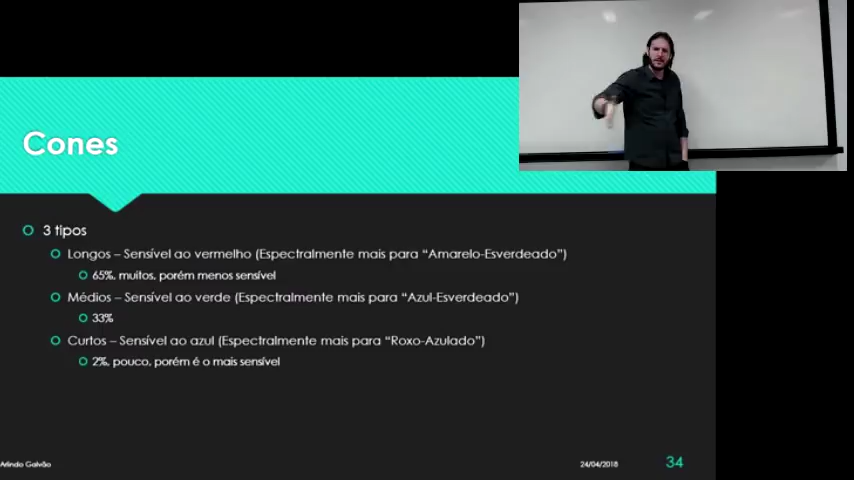 Cones
3 tipos
Longos – Sensível ao vermelho (Espectralmente mais para “Amarelo-Esverdeado”)
65%, muitos, porém menos sensível
Médios – Sensível ao verde (Espectralmente mais para “Azul-Esverdeado”)
33%
Curtos – Sensível ao azul (Espectralmente mais para “Roxo-Azulado”)
2%, pouco, porém é o mais sensível
Arlindo Galvão
24/04/2018
34